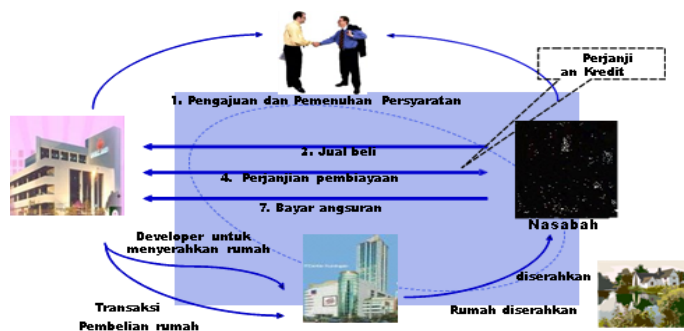 Perjanji
an Kredit
1. Pengajuan dan Pemenuhan Persyaratan
2. Jual beli
4. Perjanjian pembiayaan
7. Bayar angsuran
Nasabah
Developer untuk
menyerahkan rumah
diserahkan
Rumah diserahkan
Transaksi
Pembelian rumah